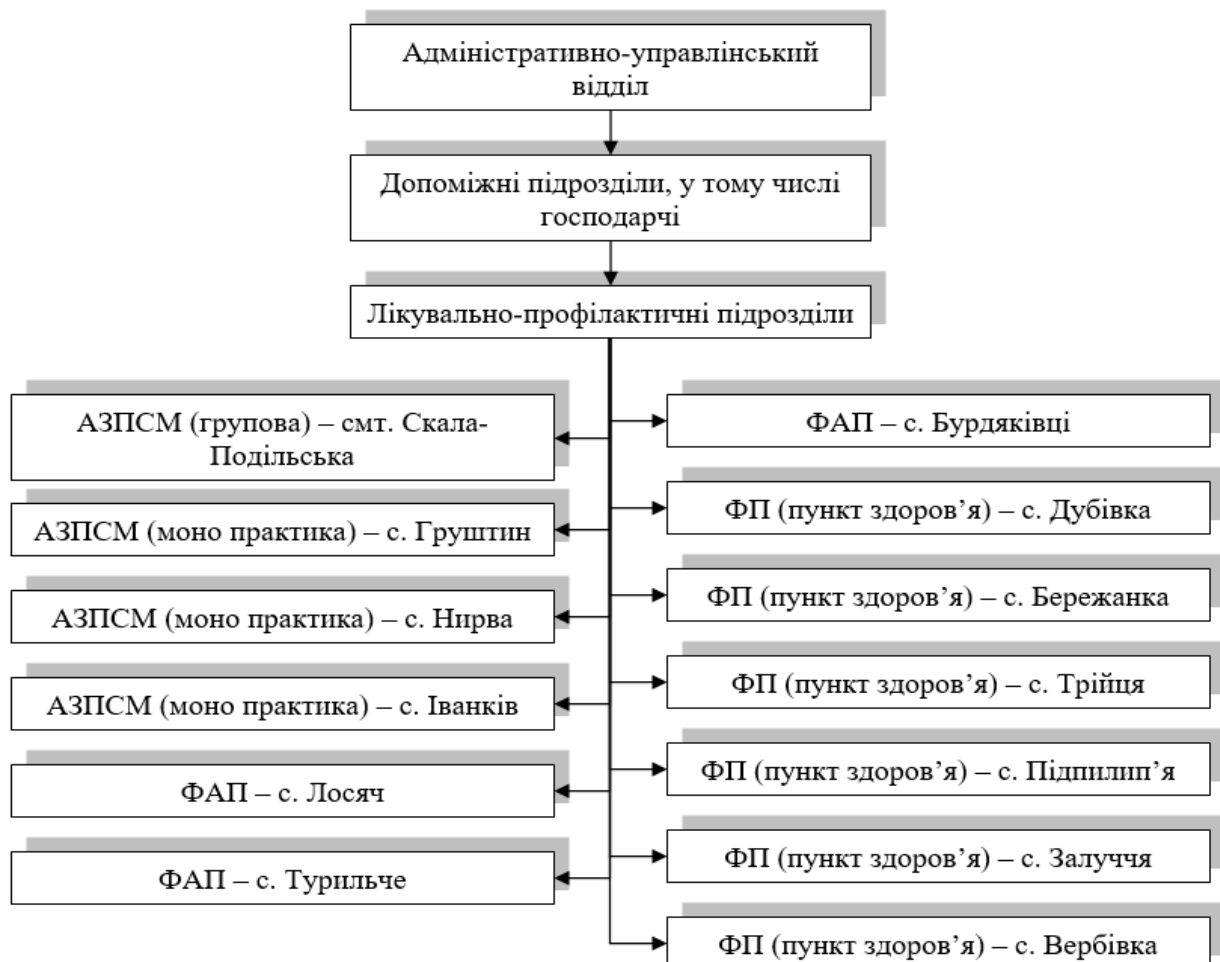 Адміністративно-управлінський
відділ
Допоміжні підрозділи, у тому числі
господарчі
Лікувально-профілактичні підрозділи
АЗПСМ (групова) – смт. Скала-
Подільська
АЗПСМ (моно практика) – с. Груштин
АЗПСМ (моно практика) – с. Нирва
АЗПСМ (моно практика) – с. Іванків
ФАП – с. Лосяч
ФАП – с. Турильче
ФАП – с. Бурдяківці
ФП (пункт здоров’я) – с. Дубівка
ФП (пункт здоров’я) – с. Бережанка
ФП (пункт здоров’я) – с. Трійця
ФП (пункт здоров’я) – с. Підпилип’я
ФП (пункт здоров’я) – с. Залуччя
ФП (пункт здоров’я) – с. Вербівка